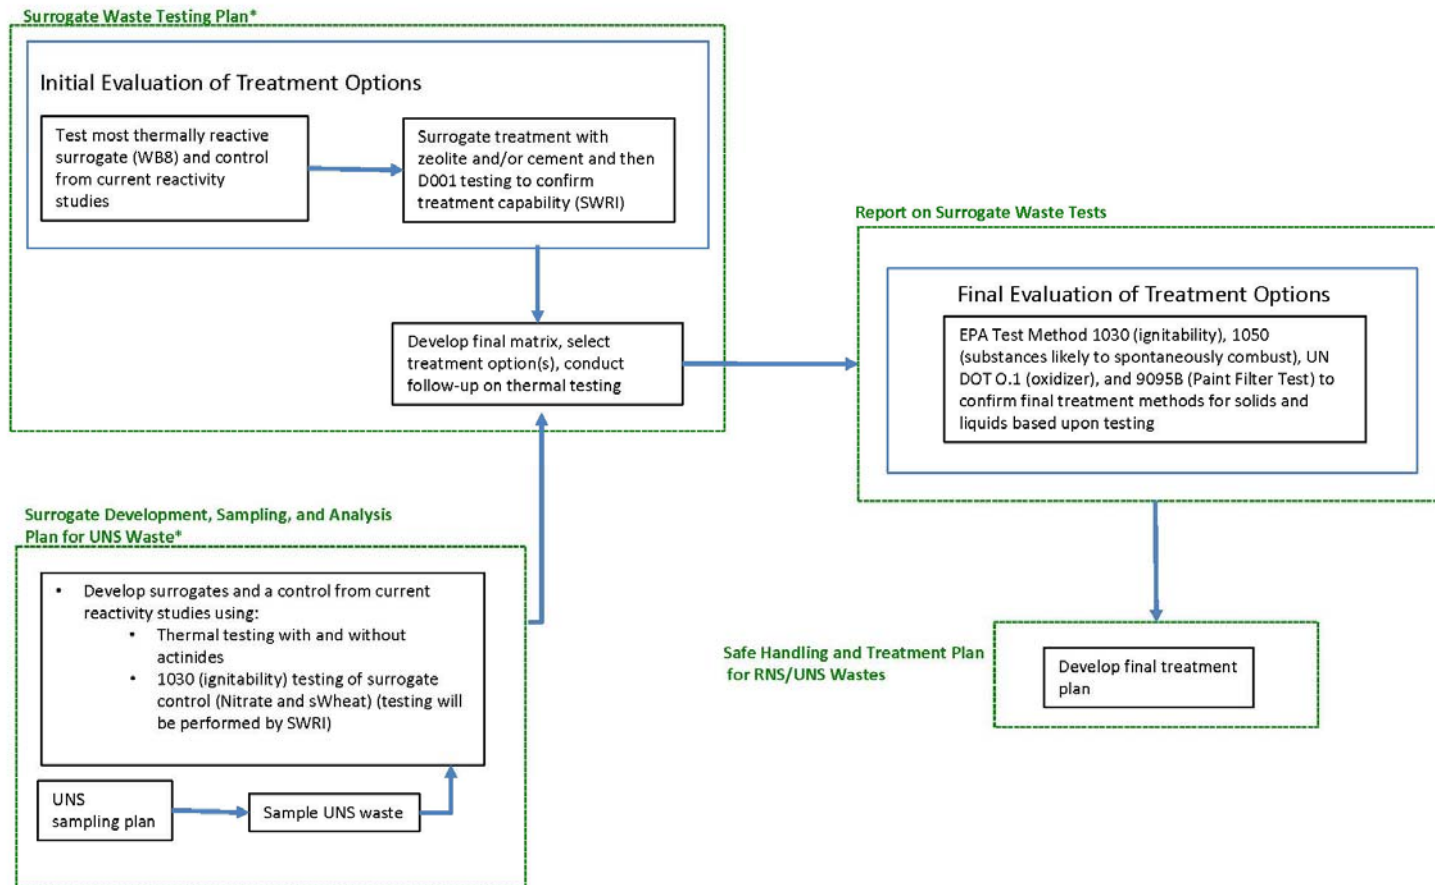 Surrogate Waste Testing Plan*
Initial Evaluation of Treatment Options
Test most thermally reactive
surrogate (WB8) and control
from current reactivity
studies
Surrogate treatment with
zeolite and/or cement and then
D001 testing to confirm
treatment capability (SWRI)
Develop final matrix, select
treatment option(s), conduct
follow-up on thermal testing
Report on Surrogate Waste Tests
Final Evaluation of Treatment Options
EPA Test Method 1030 (ignitability), 1050
(substances likely to spontaneously combust), UN
DOT O.1 (oxidizer), and 9095B (Paint Filter Test) to
confirm final treatment methods for solids and
liquids based upon testing
Surrogate Development, Sampling, and Analysis
Plan for UNS Waste*
• Develop surrogates and a control from current
reactivity studies using:
• Thermal testing with and without
actinides
• 1030 (ignitability) testing of surrogate
control (Nitrate and sWheat) (testing will
be performed by SWRI)
UNS
sampling plan
Sample UNS waste
Safe Handling and Treatment Plan
for RNS/UNS Wastes
Develop final treatment
plan